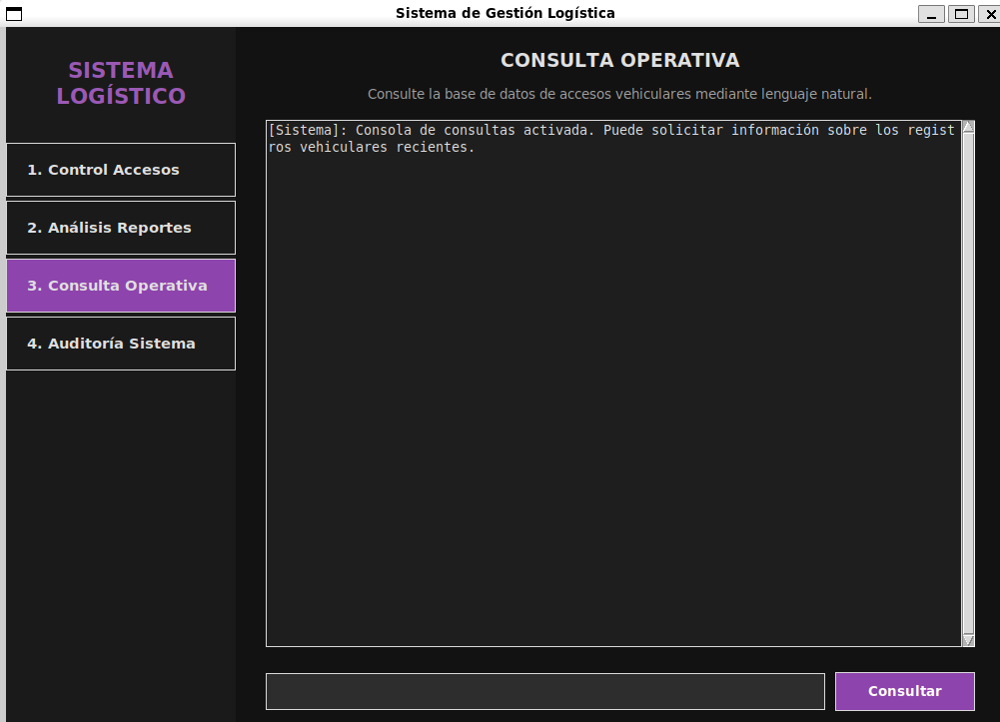 Sistema de Gestión Logística
SISTEMA
LOGÍSTICO
1. Control Accesos
2. Análisis Reportes
3. Consulta Operativa
4. Auditoría Sistema
CONSULTA OPERATIVA
Consulte la base de datos de accesos vehiculares mediante lenguaje natural.
[Sistema]: Consola de consultas activada. Puede solicitar información sobre los regist
ros vehiculares recientes.
Consultar